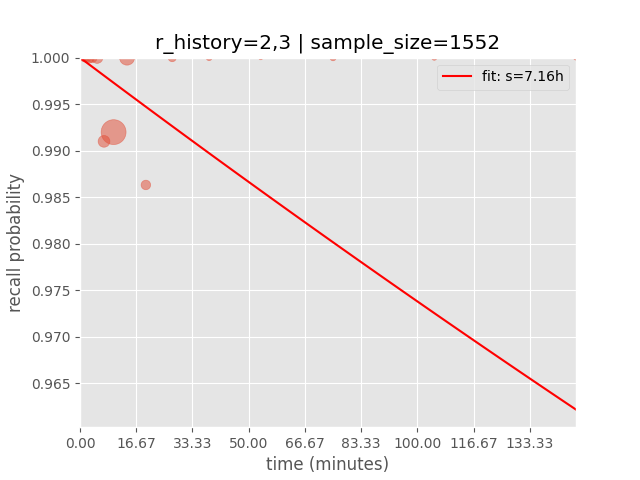 r_history=2,3 | sample_size=1552
fit: s=7.16h
1.000
0.995
0.990
0.985
0.980
0.975
0.970
0.965
recall probability
0.00 16.67 33.33 50.00 66.67 83.33 100.00 116.67 133.33
time (minutes)